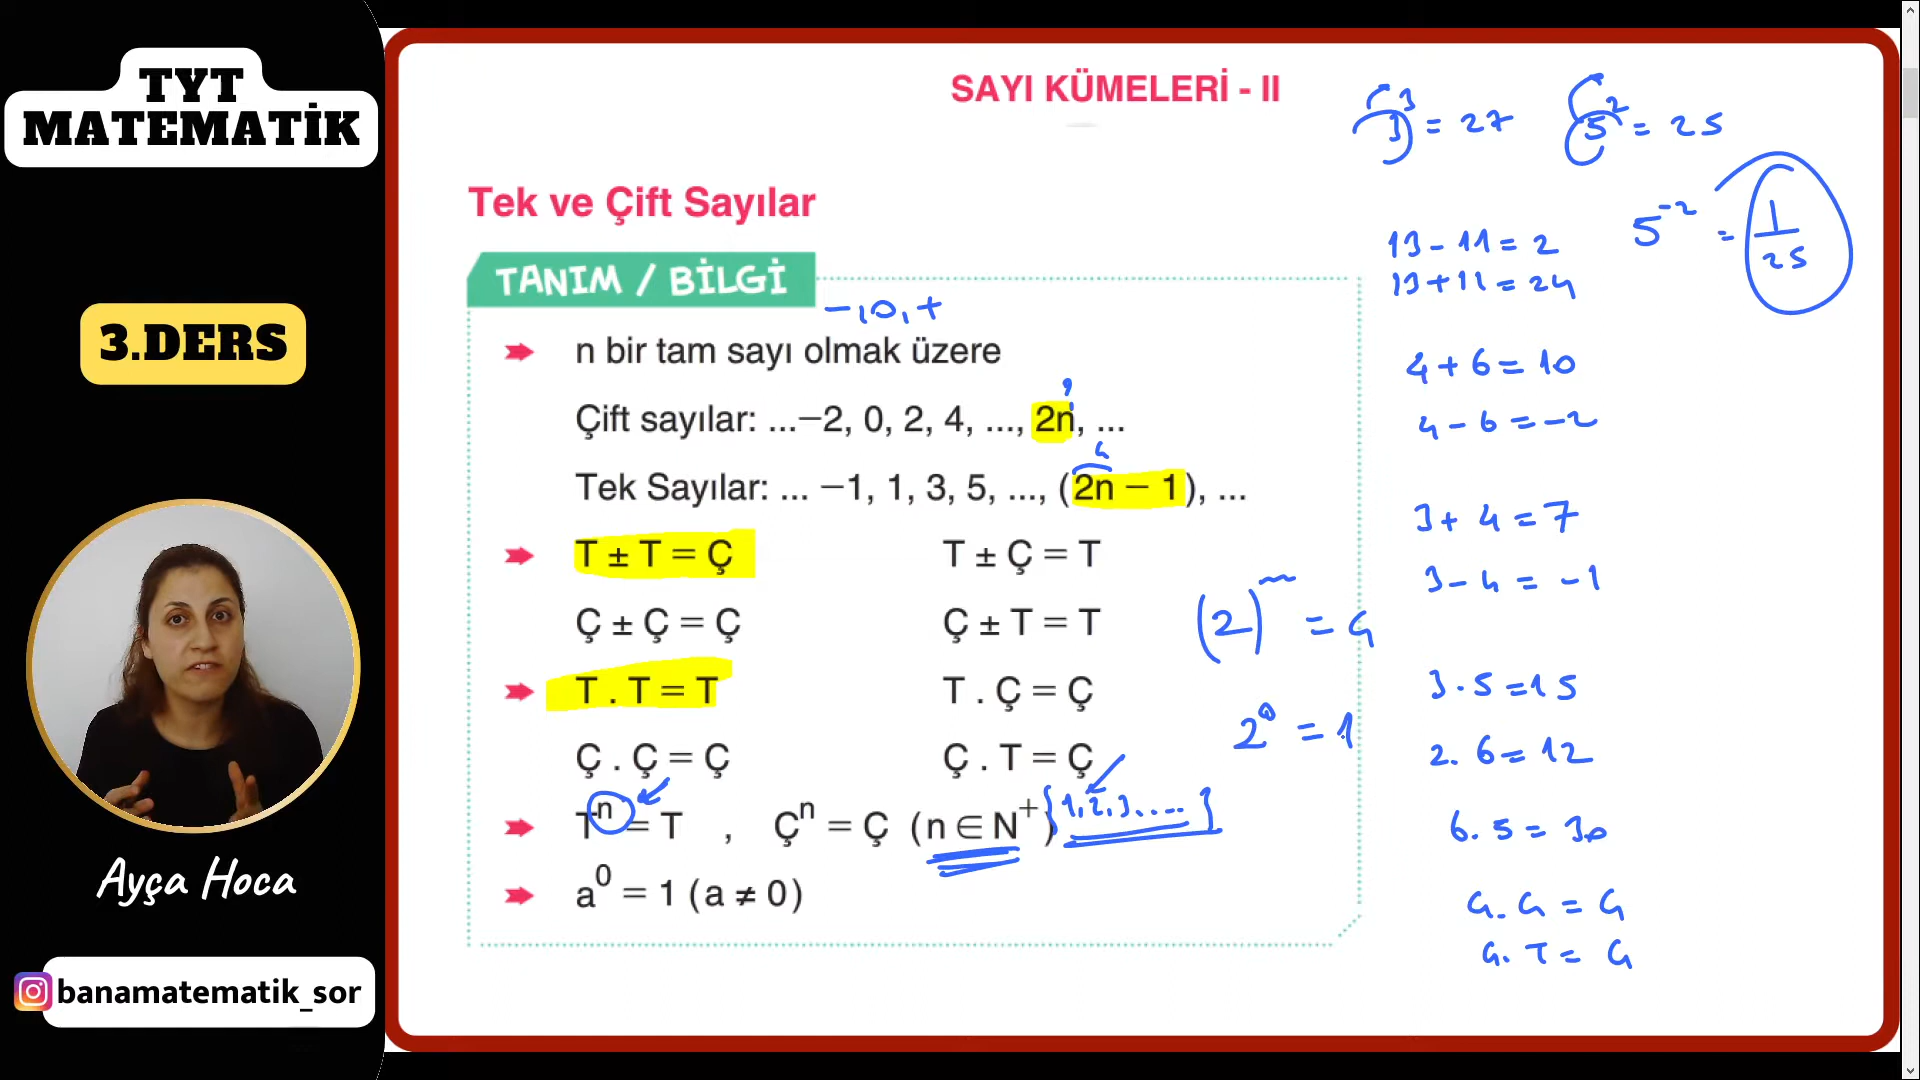 TYT
MATEMATİK
3.DERS
Ayça Hoca
banamatematik_sor
SAYI KÜMELERİ - II
Tek ve Çift Sayılar
TANIM / BİLGİ
-,0,+
n bir tam sayı olmak üzere
Çift sayılar: ...−2, 0, 2, 4, ..., 2n, ...
Tek Sayılar: ... −1, 1, 3, 5, ..., (2n − 1), ...
T ± T = Ç T ± Ç = T
Ç ± Ç = Ç Ç ± T = T
T . T = T T . Ç = Ç
Ç . Ç = Ç Ç . T = Ç
Tⁿ = T , Çⁿ = Ç (n ∈ N⁺) {1,2,3,....}
a⁰ = 1 (a ≠ 0)
(2) = Ç
2⁰ = 1
3³ = 27 5² = 25
5⁻² = 1/25
13 - 11 = 2
13 + 11 = 24
4 + 6 = 10
4 - 6 = -2
3 + 4 = 7
3 - 4 = -1
3 . 5 = 15
2 . 6 = 12
6 . 5 = 30
Ç . Ç = Ç
Ç . T = Ç